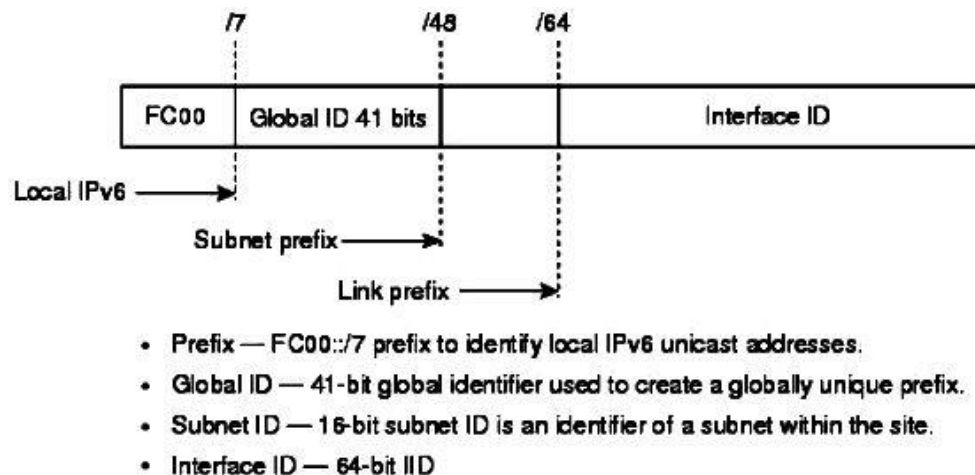 /7 /48 /64
FC00 Global ID 41 bits Interface ID
Local IPv6
Subnet prefix
Link prefix
• Prefix — FC00::/7 prefix to identify local IPv6 unicast addresses.
• Global ID — 41-bit global identifier used to create a globally unique prefix.
• Subnet ID — 16-bit subnet ID is an identifier of a subnet within the site.
• Interface ID — 64-bit IID